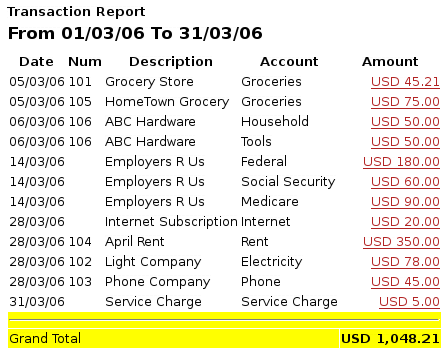 Transaction Report
From 01/03/06 To 31/03/06
Date Num Description Account Amount
05/03/06 101 Grocery Store Groceries USD 45.21
05/03/06 105 HomeTown Grocery Groceries USD 75.00
06/03/06 106 ABC Hardware Household USD 50.00
06/03/06 106 ABC Hardware Tools USD 50.00
14/03/06 Employers R Us Federal USD 180.00
14/03/06 Employers R Us Social Security USD 60.00
14/03/06 Employers R Us Medicare USD 90.00
28/03/06 Internet Subscription Internet USD 20.00
28/03/06 104 April Rent Rent USD 350.00
28/03/06 102 Light Company Electricity USD 78.00
28/03/06 103 Phone Company Phone USD 45.00
31/03/06 Service Charge Service Charge USD 5.00
Grand Total USD 1,048.21